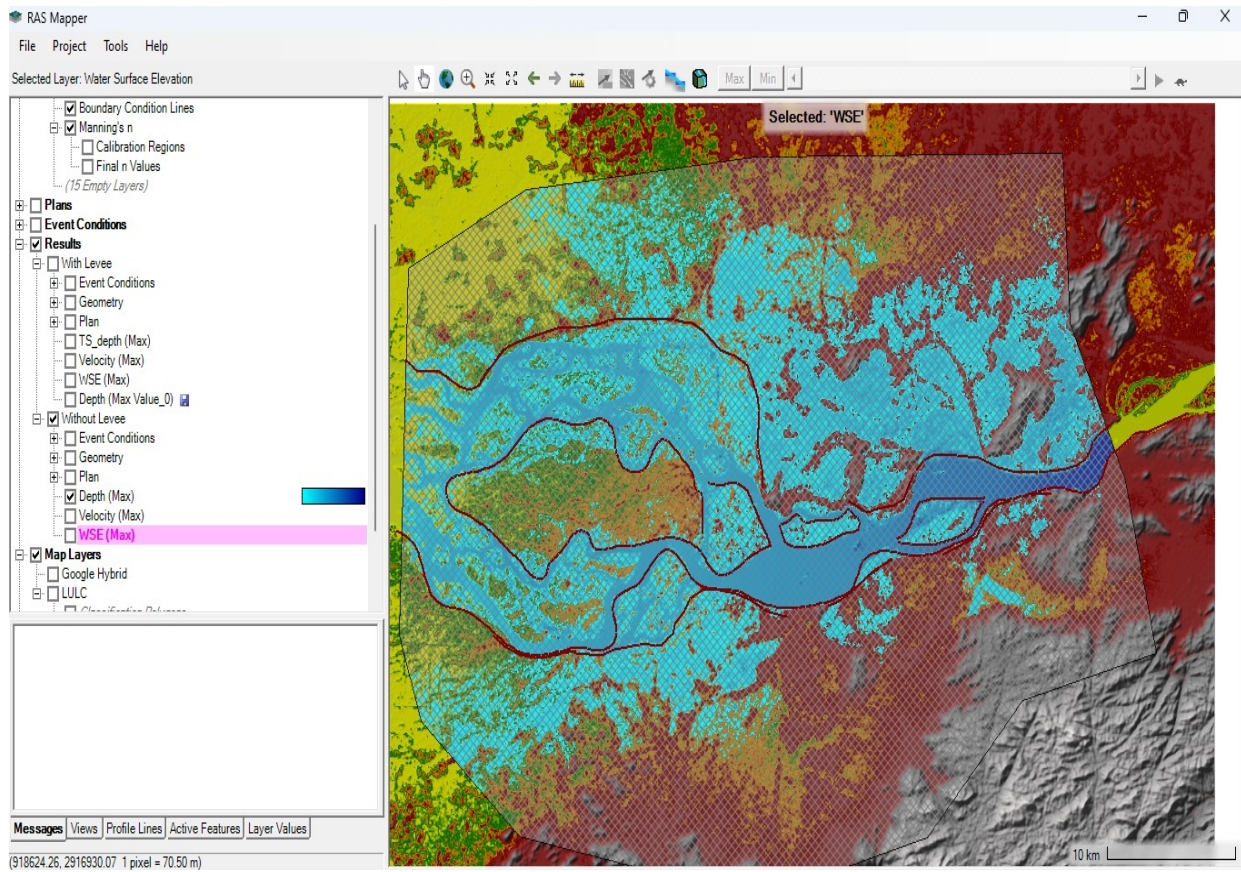 RAS Mapper
File Project Tools Help
Selected Layer: Water Surface Elevation
Max Min
Boundary Condition Lines
Manning's n
Calibration Regions
Final n Values
(15 Empty Layers)
Plans
Event Conditions
Results
With Levee
Event Conditions
Geometry
Plan
TS_depth (Max)
Velocity (Max)
WSE (Max)
Depth (Max Value_0)
Without Levee
Event Conditions
Geometry
Plan
Depth (Max)
Velocity (Max)
WSE (Max)
Map Layers
Google Hybrid
LULC
Selected: 'WSE'
10 km
Messages Views Profile Lines Active Features Layer Values
(918624.26, 2916930.07 1 pixel = 70.50 m)